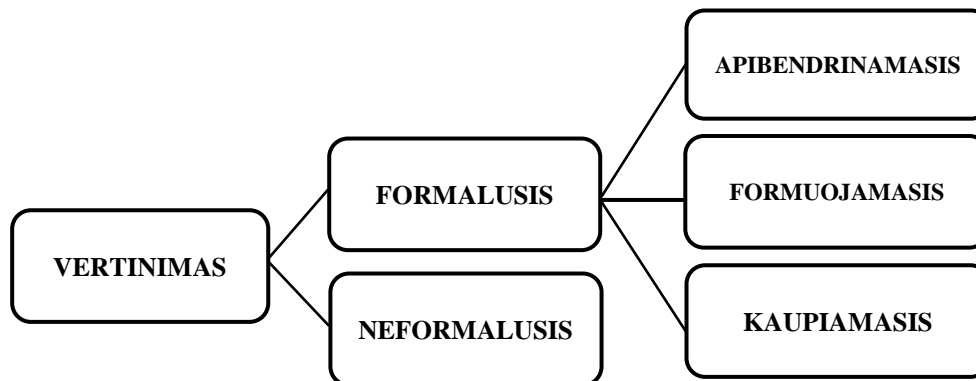 VERTINIMAS
FORMALUSIS
NEFORMALUSIS
APIBENDRINAMASIS
FORMUOJAMASIS
KAUPIAMASIS